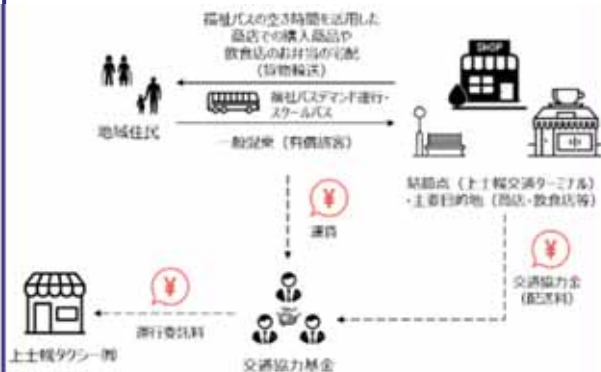 福祉バスの空き時間を活用した
商店での購入商品や
飲食店のお弁当の宅配
（貨物輸送）
福祉バスデマンド運行・
スクールバス
地域住民
一般混乗（有償旅客）
SHOP
結節点（上士幌交通ターミナル）
・主要目的地（商店・飲食店等）
¥
運賃
¥
交通協力金
（配送料）
¥
運行委託料
上士幌タクシー㈱
交通協力基金